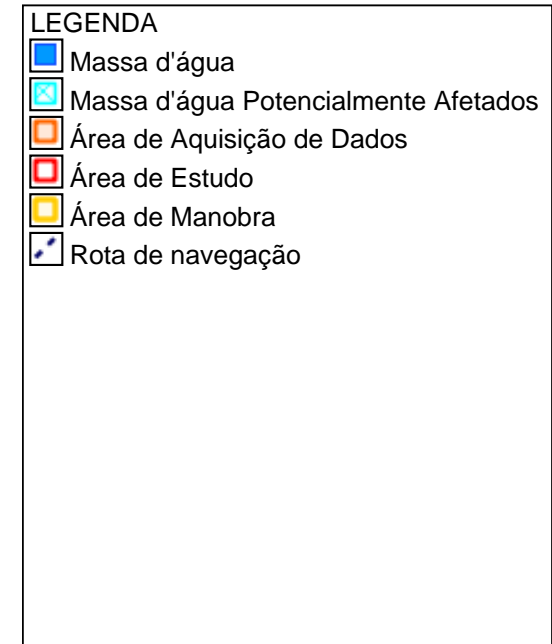 LEGENDA
Massa d'água
Massa d'água Potencialmente Afetados
Área de Aquisição de Dados
Área de Estudo
Área de Manobra
Rota de navegação